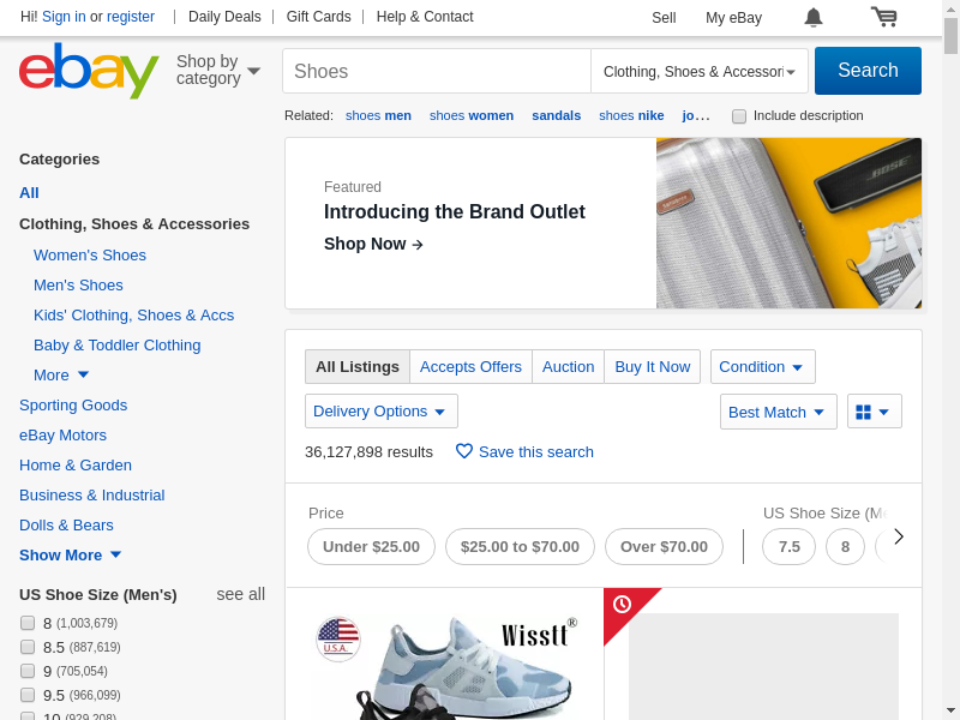 Hi! Sign in or register
Daily Deals
Gift Cards
Help & Contact
Sell
My eBay
ebay
Shop by category
Shoes
Clothing, Shoes & Accessori
Search
Related:
shoes men
shoes women
sandals
shoes nike
jo...
Include description
Categories
All
Clothing, Shoes & Accessories
Women's Shoes
Men's Shoes
Kids' Clothing, Shoes & Accs
Baby & Toddler Clothing
More
Sporting Goods
eBay Motors
Home & Garden
Business & Industrial
Dolls & Bears
Show More
US Shoe Size (Men's)
see all
8 (1,003,679)
8.5 (887,619)
9 (705,054)
9.5 (966,099)
10 (929,208)
Featured
Introducing the Brand Outlet
Shop Now →
BOSE
All Listings
Accepts Offers
Auction
Buy It Now
Condition
Delivery Options
Best Match
36,127,898 results
Save this search
Price
Under $25.00
$25.00 to $70.00
Over $70.00
US Shoe Size (Me
7.5
8
U.S.A.
Wisstt®